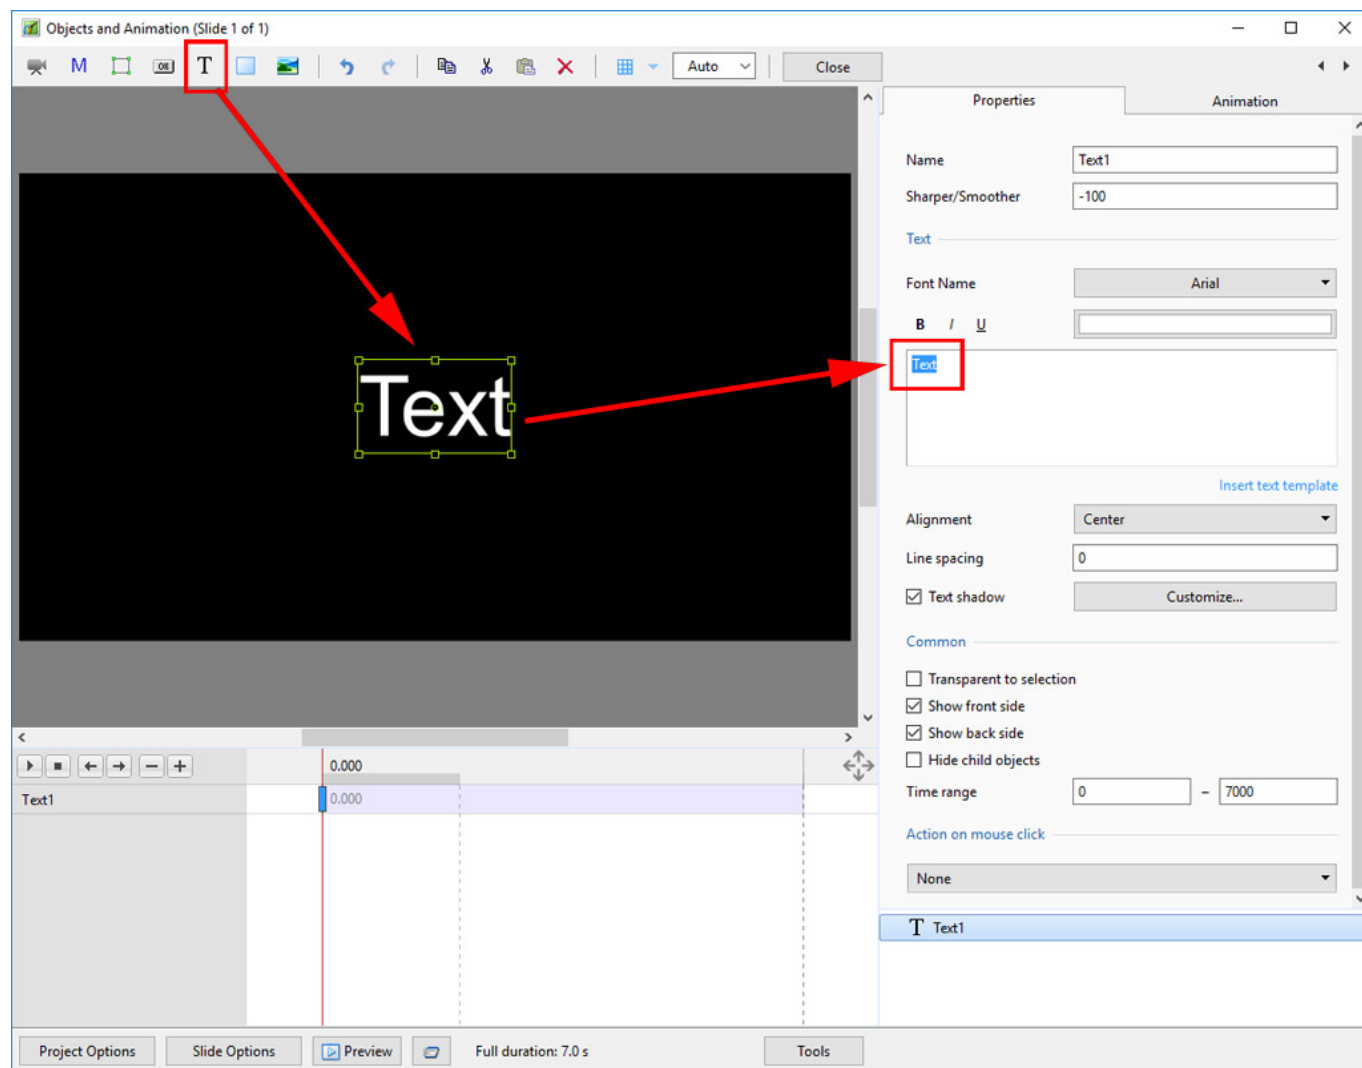 Objects and Animation (Slide 1 of 1)
M OK T Auto Close
Properties Animation
Name Text1
Sharper/Smoother -100
Text
Font Name Arial
B I U
Text
Text
Insert text template
Alignment Center
Line spacing 0
Text shadow Customize...
Common
Transparent to selection
Show front side
Show back side
Hide child objects
0.000
Text1 0.000
Time range 0 – 7000
Action on mouse click
None
T Text1
Project Options Slide Options Preview Full duration: 7.0 s Tools